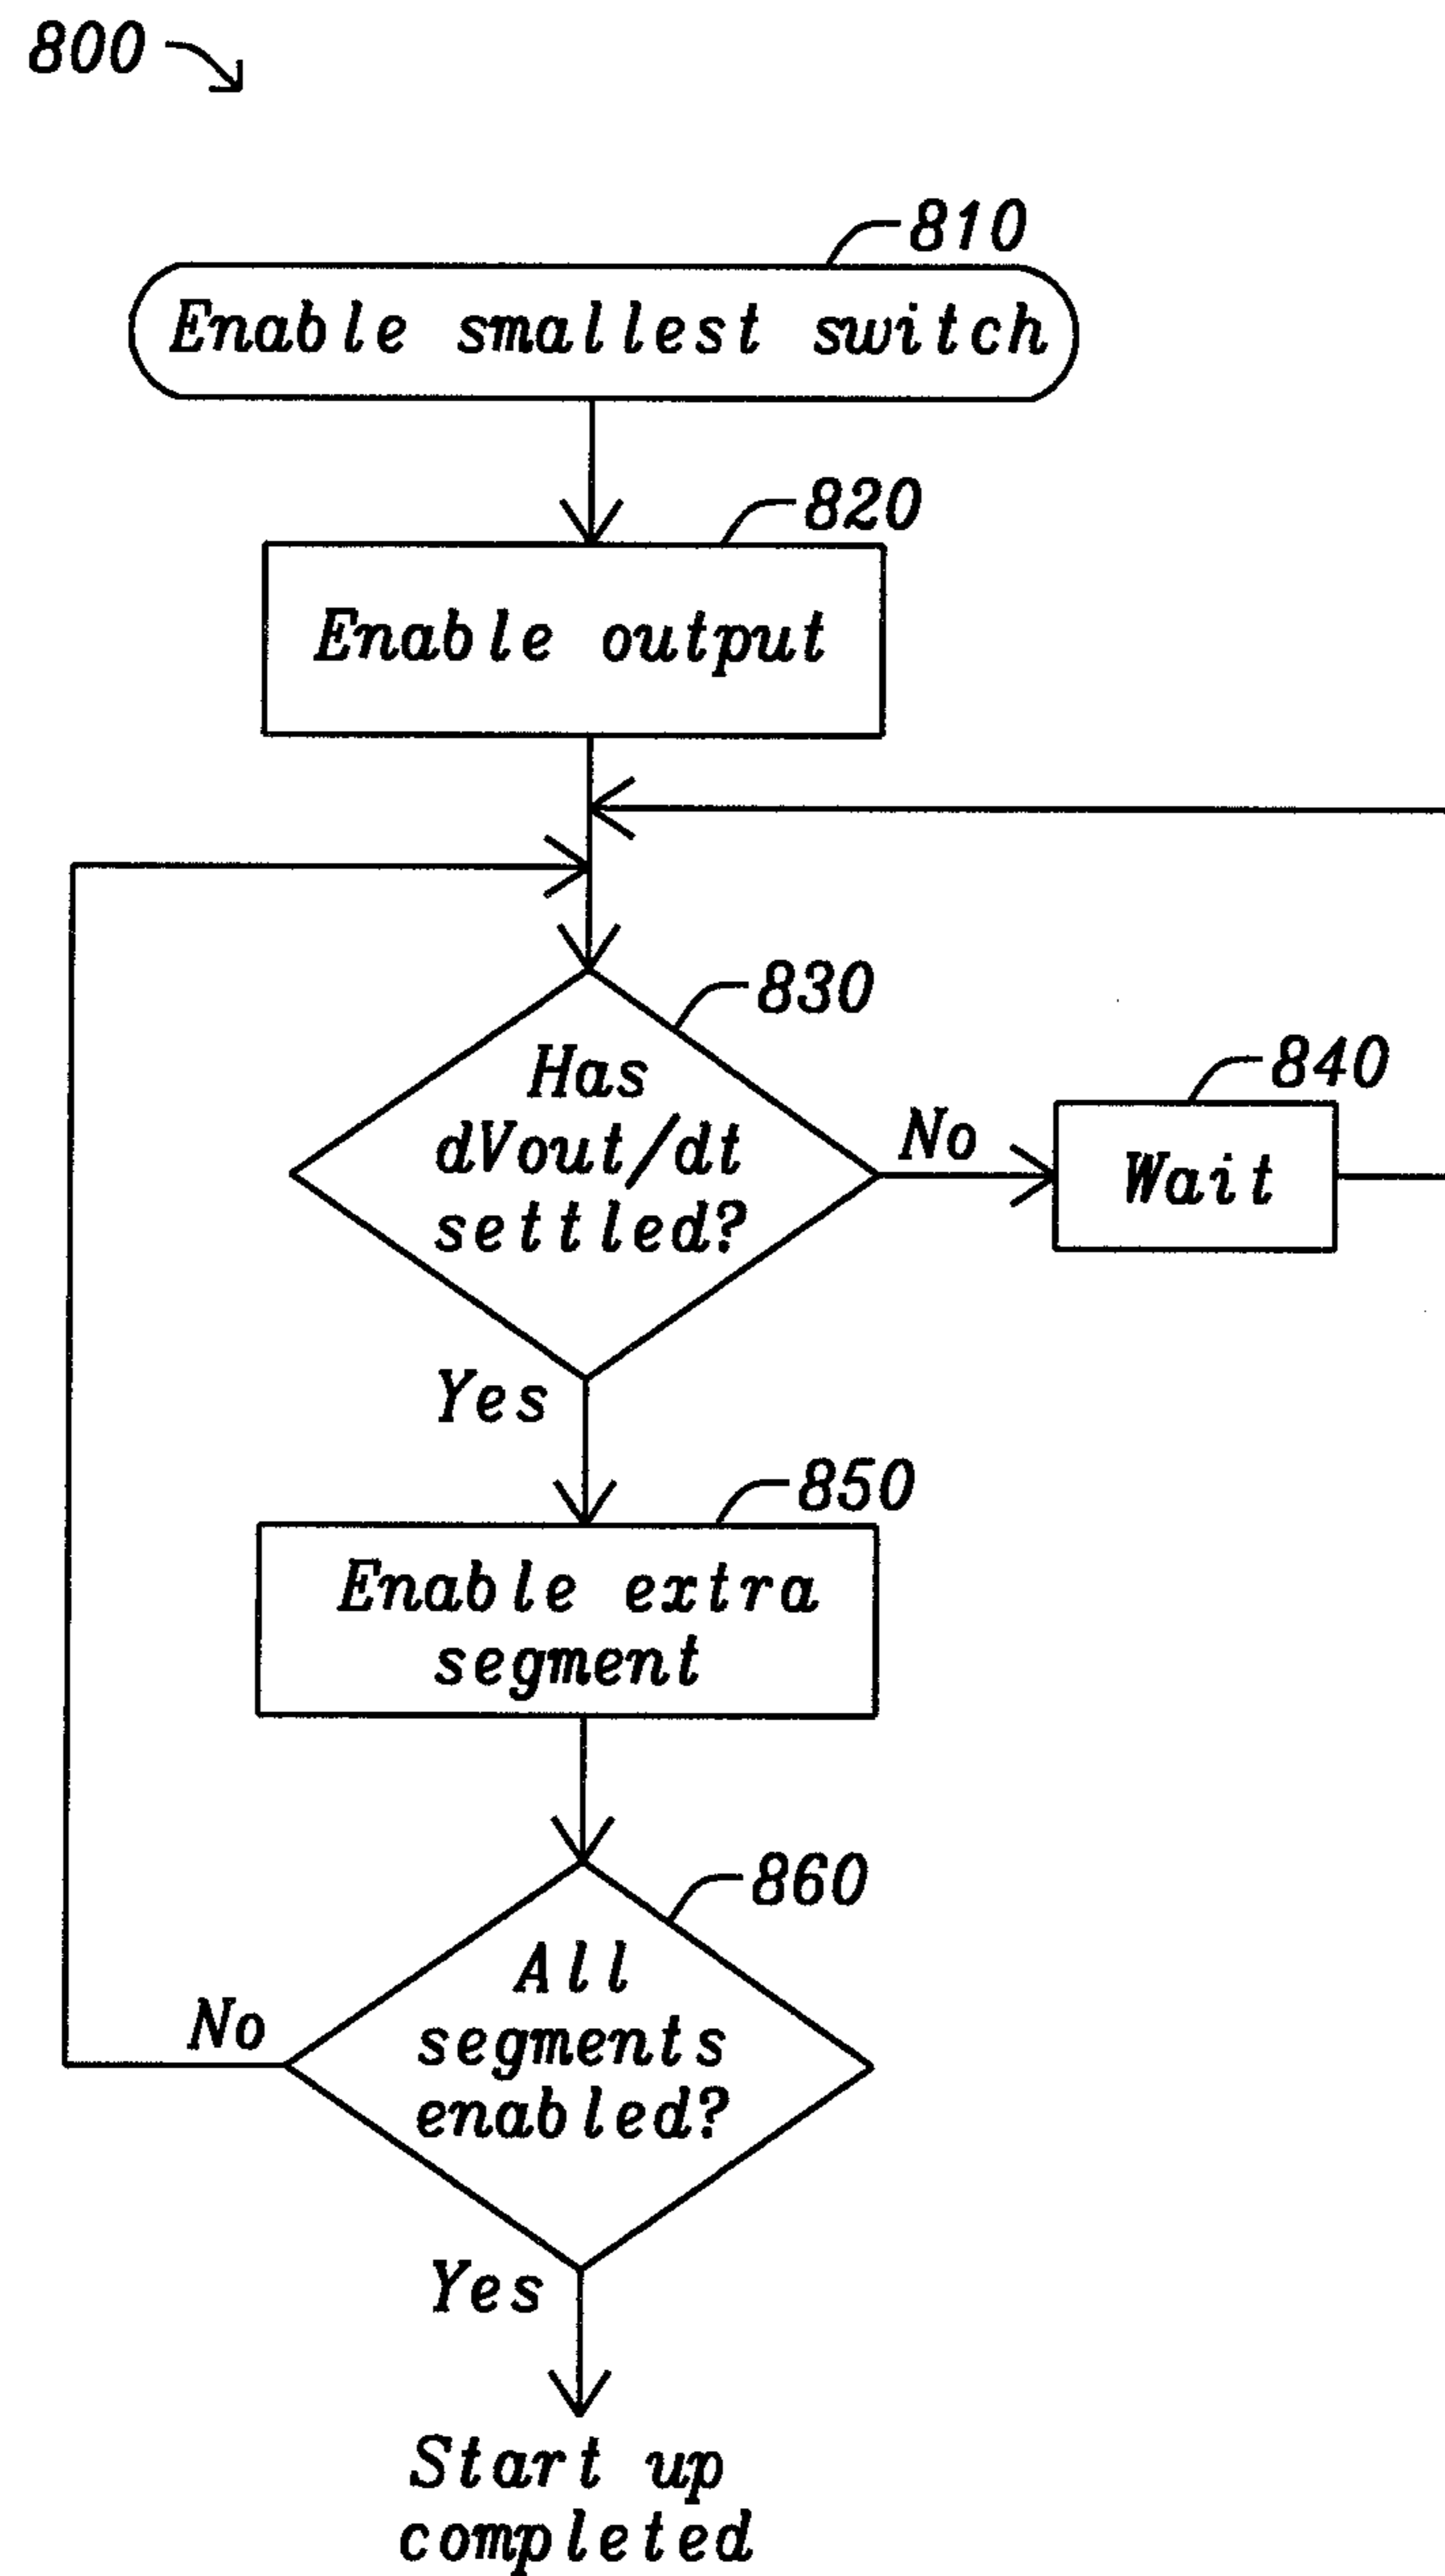 800
810
Enable smallest switch
820
Enable output
830
Has
dVout/dt
settled?
No
840
Wait
Yes
850
Enable extra
segment
860
All
segments
enabled?
No
Yes
Start up
completed